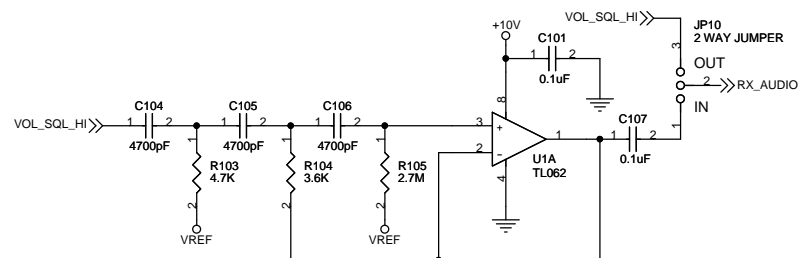 VOL_SQL_HI
JP10
2 WAY JUMPER
+10V
C101
1 2
0.1uF
3
OUT
2
RX_AUDIO
IN
1
8
C104
1 2
4700pF
C105
1 2
4700pF
C106
1 2
4700pF
VOL_SQL_HI
3
+
2
−
1
U1A
TL062
4
C107
1 2
0.1uF
1
R103
4.7K
2
VREF
1
R104
3.6K
2
1
R105
2.7M
2
VREF